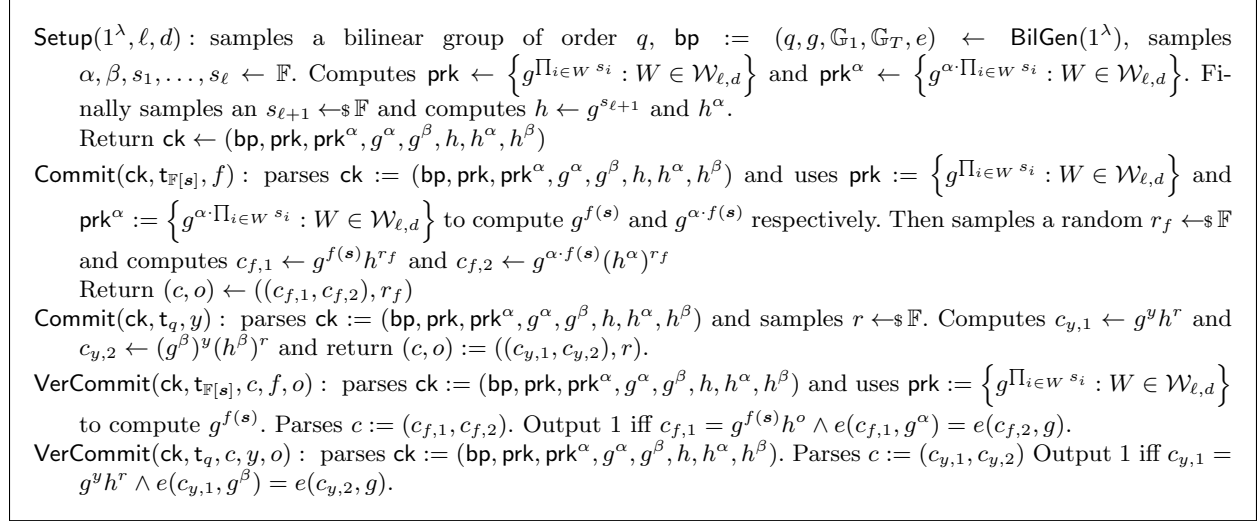 Setup(1^λ, ℓ, d) : samples a bilinear group of order q, bp := (q, g, 𝔾₁, 𝔾_T, e) ← BilGen(1^λ), samples
α, β, s₁, …, s_ℓ ← 𝔽. Computes prk ← {g^{∏_{i∈W} s_i} : W ∈ 𝒲_{ℓ,d}} and prk^α ← {g^{α·∏_{i∈W} s_i} : W ∈ 𝒲_{ℓ,d}}. Fi-
nally samples an s_{ℓ+1} ←$ 𝔽 and computes h ← g^{s_{ℓ+1}} and h^α.
Return ck ← (bp, prk, prk^α, g^α, g^β, h, h^α, h^β)
Commit(ck, t_{𝔽[𝒔]}, f) : parses ck := (bp, prk, prk^α, g^α, g^β, h, h^α, h^β) and uses prk := {g^{∏_{i∈W} s_i} : W ∈ 𝒲_{ℓ,d}} and
prk^α := {g^{α·∏_{i∈W} s_i} : W ∈ 𝒲_{ℓ,d}} to compute g^{f(𝒔)} and g^{α·f(𝒔)} respectively. Then samples a random r_f ←$ 𝔽
and computes c_{f,1} ← g^{f(𝒔)}h^{r_f} and c_{f,2} ← g^{α·f(𝒔)}(h^α)^{r_f}
Return (c, o) ← ((c_{f,1}, c_{f,2}), r_f)
Commit(ck, t_q, y) : parses ck := (bp, prk, prk^α, g^α, g^β, h, h^α, h^β) and samples r ←$ 𝔽. Computes c_{y,1} ← g^y h^r and
c_{y,2} ← (g^β)^y(h^β)^r and return (c, o) := ((c_{y,1}, c_{y,2}), r).
VerCommit(ck, t_{𝔽[𝒔]}, c, f, o) : parses ck := (bp, prk, prk^α, g^α, g^β, h, h^α, h^β) and uses prk := {g^{∏_{i∈W} s_i} : W ∈ 𝒲_{ℓ,d}}
to compute g^{f(𝒔)}. Parses c := (c_{f,1}, c_{f,2}). Output 1 iff c_{f,1} = g^{f(𝒔)}h^o ∧ e(c_{f,1}, g^α) = e(c_{f,2}, g).
VerCommit(ck, t_q, c, y, o) : parses ck := (bp, prk, prk^α, g^α, g^β, h, h^α, h^β). Parses c := (c_{y,1}, c_{y,2}) Output 1 iff c_{y,1} =
g^y h^r ∧ e(c_{y,1}, g^β) = e(c_{y,2}, g).